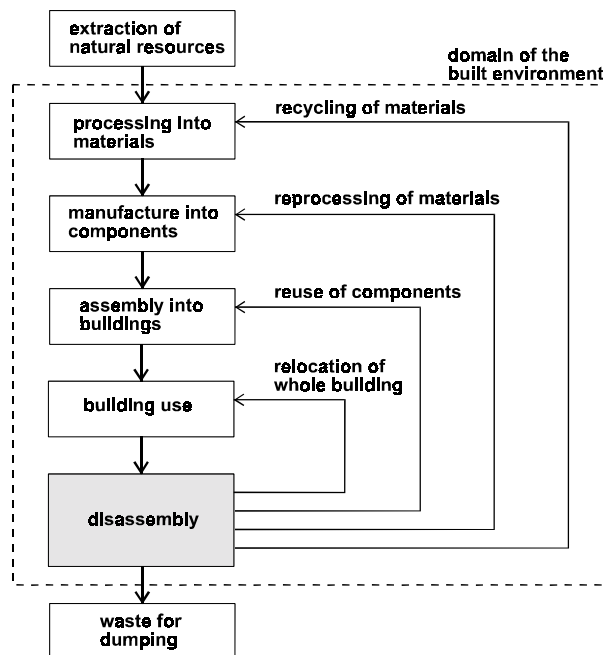 extraction of
natural resources
domain of the
built environment
processing into
materials
recycling of materials
manufacture into
components
reprocessing of materials
assembly into
buildings
reuse of components
relocation of
whole building
building use
disassembly
waste for
dumping